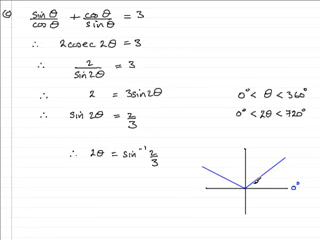 (c) sinθ/cosθ + cosθ/sinθ = 3
∴ 2cosec 2θ = 3
∴ 2/sin2θ = 3
∴ 2 = 3sin2θ 0° < θ < 360°
∴ sin 2θ = 2/3 0° < 2θ < 720°
∴ 2θ = sin⁻¹ 2/3
0°